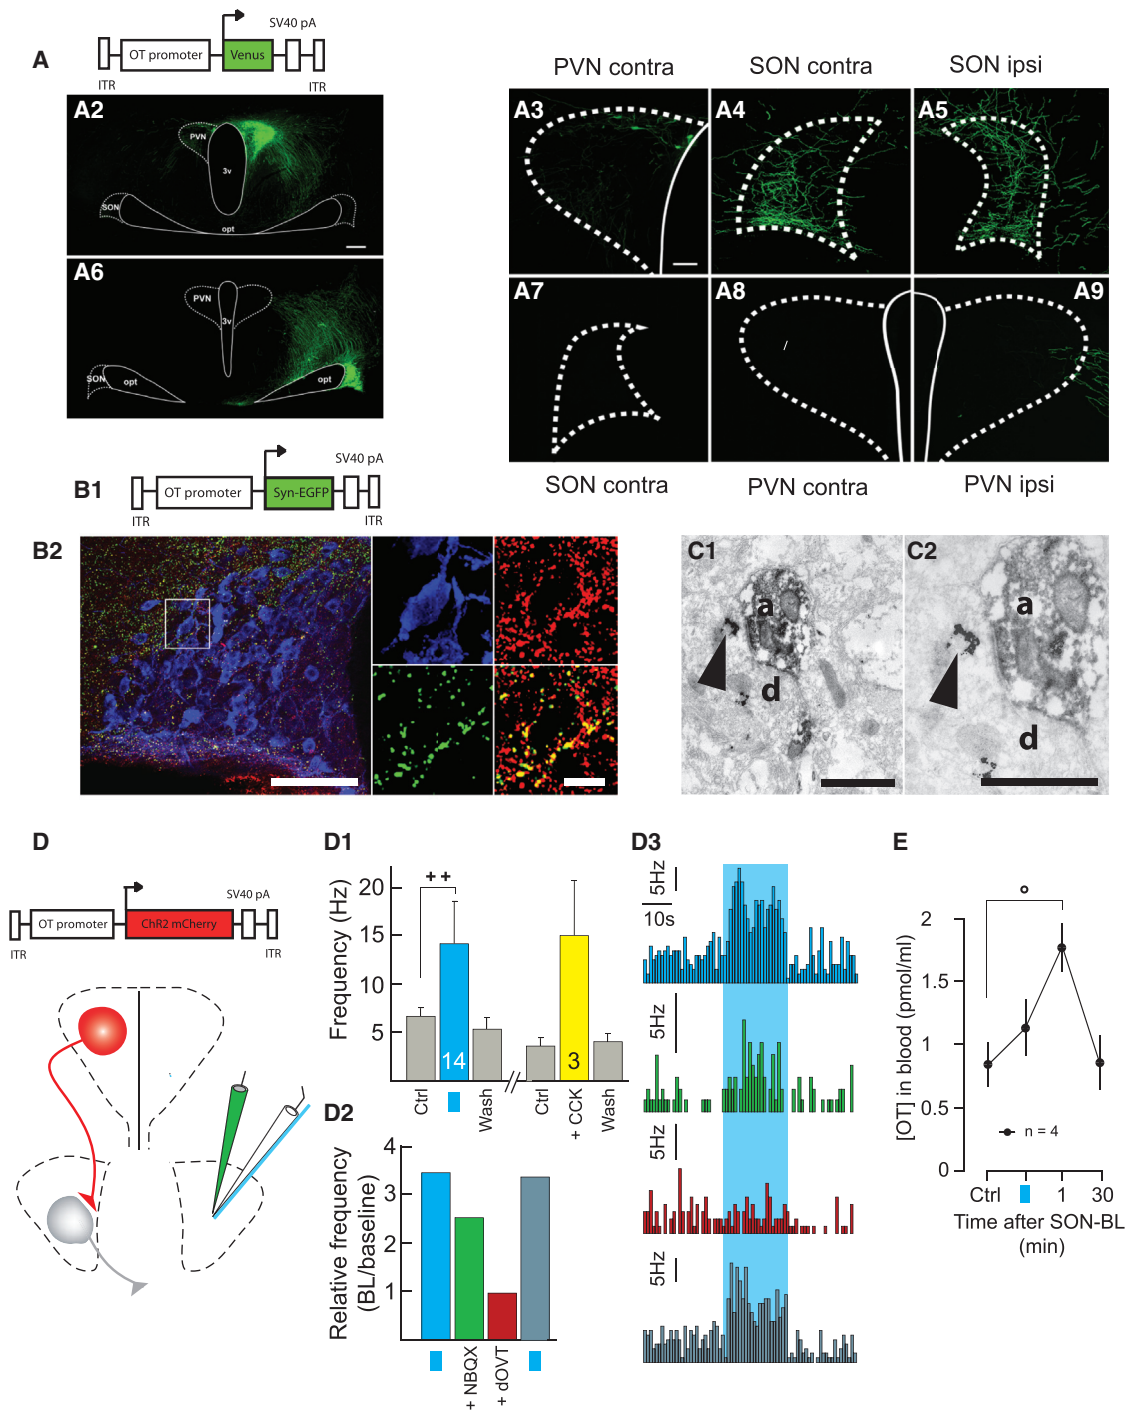 A
SV40 pA
OT promoter
Venus
ITR
ITR
A2
PVN
3v
SON
opt
A6
PVN
3v
SON
opt
opt
PVN contra
SON contra
SON ipsi
A3
A4
A5
A7
A8
A9
SON contra
PVN contra
PVN ipsi
B1
SV40 pA
OT promoter
Syn-EGFP
ITR
ITR
B2
C1
a
d
C2
a
d
D
SV40 pA
OT promoter
ChR2 mCherry
ITR
ITR
D1
Frequency (Hz)
20
15
10
5
++
14
3
Ctrl
Wash
Ctrl
+ CCK
Wash
D2
Relative frequency
(BL/baseline)
4
3
2
1
+ NBQX
+ dOVT
D3
5Hz
10s
5Hz
5Hz
5Hz
E
[OT] in blood (pmol/ml)
2
1.5
1
0.5
0
n = 4
Ctrl
1
30
Time after SON-BL
(min)